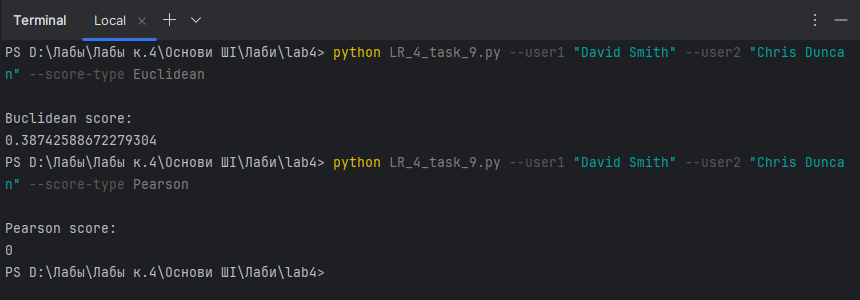 Terminal Local
PS D:\Лабы\Лабы к.4\Основи ШІ\Лаби\lab4> python LR_4_task_9.py --user1 "David Smith" --user2 "Chris Dunca
n" --score-type Euclidean
Buclidean score:
0.38742588672279304
PS D:\Лабы\Лабы к.4\Основи ШІ\Лаби\lab4> python LR_4_task_9.py --user1 "David Smith" --user2 "Chris Dunca
n" --score-type Pearson
Pearson score:
0
PS D:\Лабы\Лабы к.4\Основи ШІ\Лаби\lab4>